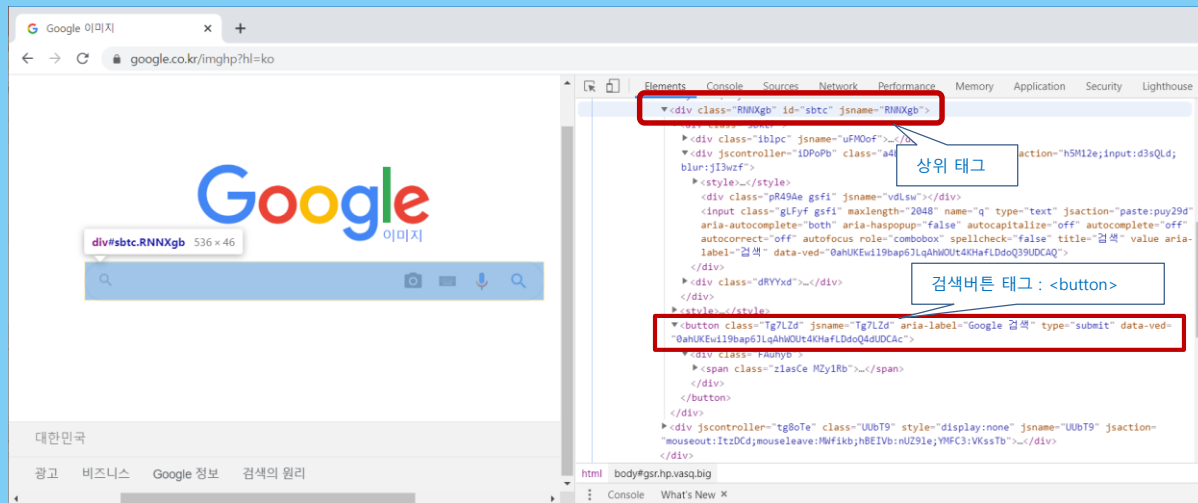 Google 이미지
google.co.kr/imghp?hl=ko
Google
이미지
div#sbtc.RNNXgb 536 × 46
대한민국
광고 비즈니스 Google 정보 검색의 원리
Elements Console Sources Network Performance Memory Application Security Lighthouse
▼<div class="RNNXgb" id="sbtc" jsname="RNNXgb">
상위 태그
▶<div class="iblpc" jsname="uFMOof">…</d
▼<div jscontroller="iDPoPb" class="a4b action="h5M12e;input:d3sQLd;
blur:jI3wzf">
▶<style>…</style>
<div class="pR49Ae gsfi" jsname="vdLsw"></div>
<input class="gLFyf gsfi" maxlength="2048" name="q" type="text" jsaction="paste:puy29d"
aria-autocomplete="both" aria-haspopup="false" autocapitalize="off" autocomplete="off"
autocorrect="off" autofocus role="combobox" spellcheck="false" title="검색" value aria-
label="검색" data-ved="0ahUKEwil9bap6JLqAhWOUt4KHafLDdoQ39UDCAQ">
</div>
▶<div class="dRYYxd">…</div>
</div>
검색버튼 태그 : <button>
▶<style>…</style>
▼<button class="Tg7LZd" jsname="Tg7LZd" aria-label="Google 검색" type="submit" data-ved=
"0ahUKEwil9bap6JLqAhWOUt4KHafLDdoQ4dUDCAc">
▼<div class="FAuhyb">
▶<span class="z1asCe MZy1Rb">…</span>
</div>
</button>
</div>
▶<div jscontroller="tg8oTe" class="UUbT9" style="display:none" jsname="UUbT9" jsaction=
"mouseout:ItzDCd;mouseleave:MWfikb;hBEIVb:nUZ9le;YMFC3:VKssTb">…</div>
</div>
html body#gsr.hp.vasq.big
Console What's New ×